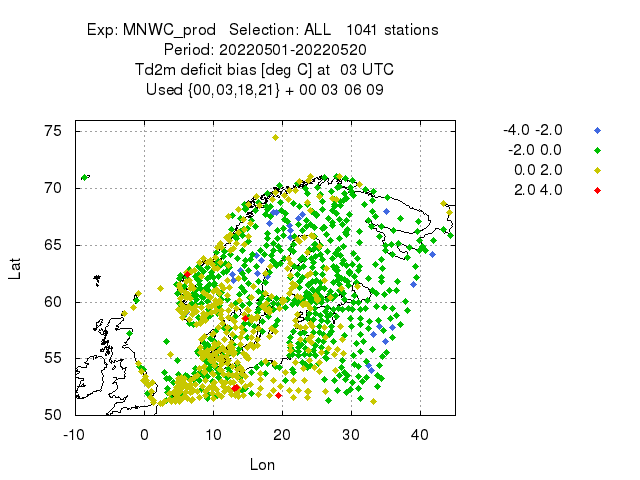 Exp: MNWC_prod   Selection: ALL   1041 stations
Period: 20220501-20220520
Td2m deficit bias [deg C] at  03 UTC
Used {00,03,18,21} + 00 03 06 09
-4.0 -2.0
-2.0 0.0
0.0 2.0
2.0 4.0
75
70
65
60
55
50
Lat
-10 0 10 20 30 40
Lon